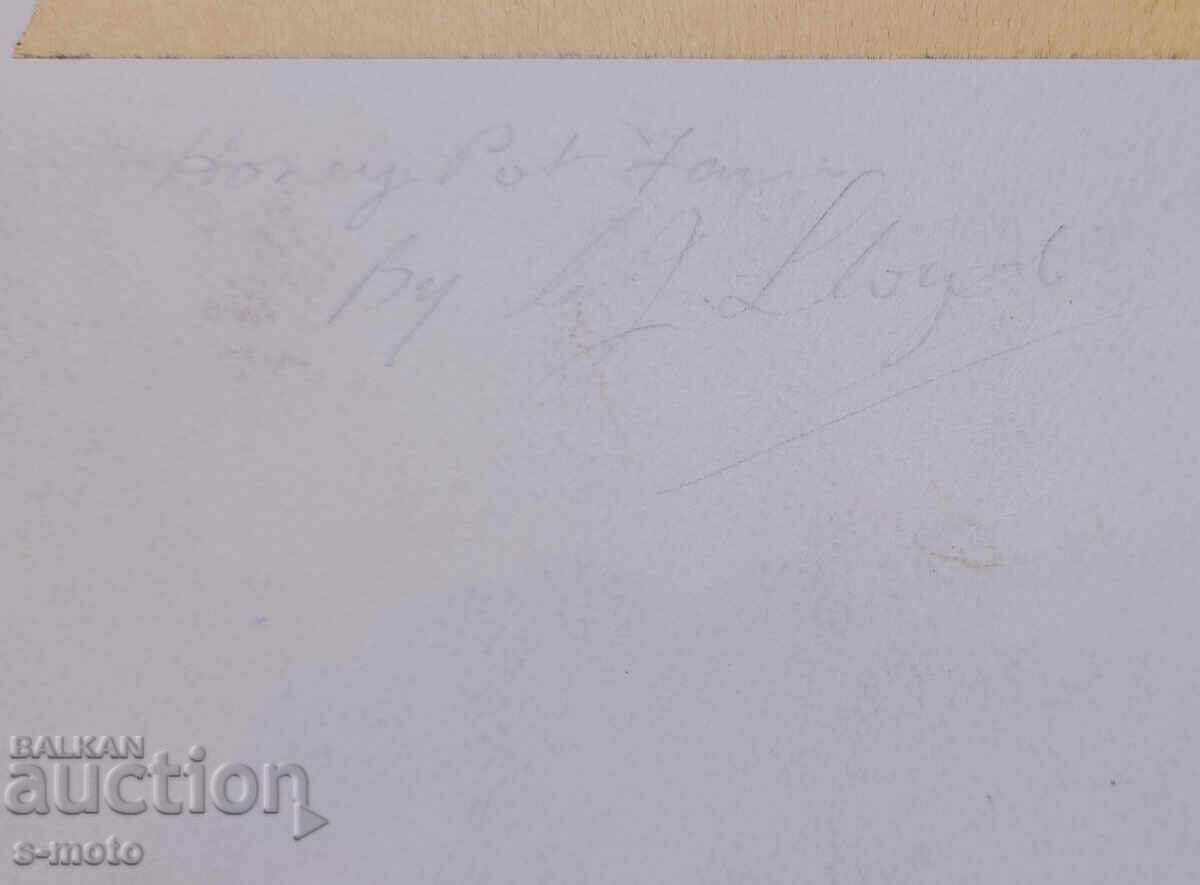 Honey Pot Farm
by G J Lloyd
BALKAN
auction
s-moto